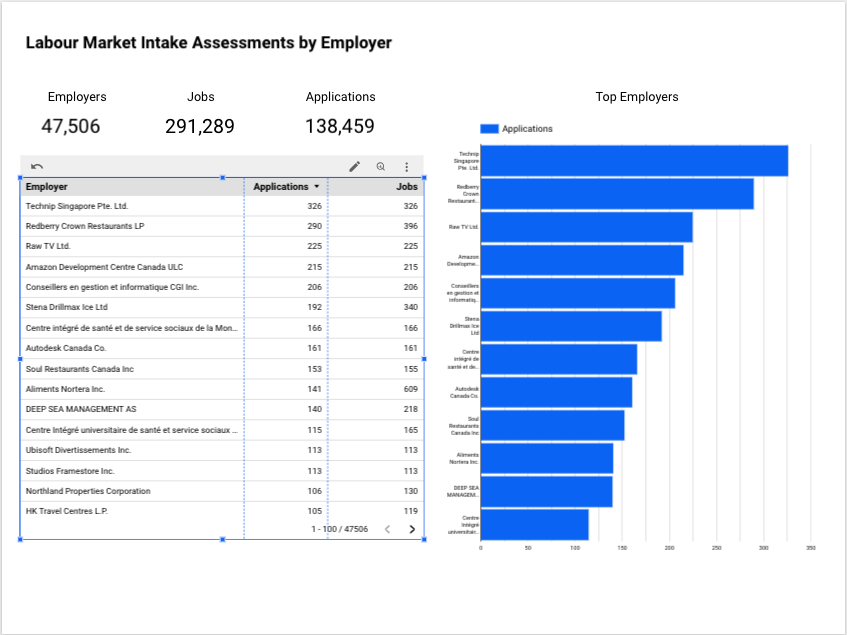 Labour Market Intake Assessments by Employer
Employers Jobs Applications
47,506 291,289 138,459
Employer Applications Jobs
Technip Singapore Pte. Ltd. 326 326
Redberry Crown Restaurants LP 290 396
Raw TV Ltd. 225 225
Amazon Development Centre Canada ULC 215 215
Conseillers en gestion et informatique CGI Inc. 206 206
Stena Drillmax Ice Ltd 192 340
Centre intégré de santé et de service sociaux de la Mon... 166 166
Autodesk Canada Co. 161 161
Soul Restaurants Canada Inc 153 155
Aliments Nortera Inc. 141 609
DEEP SEA MANAGEMENT AS 140 218
Centre Intégré universitaire de santé et service sociaux ... 115 165
Ubisoft Divertissements Inc. 113 113
Studios Framestore Inc. 113 113
Northland Properties Corporation 106 130
HK Travel Centres L.P. 105 119
1 - 100 / 47506
Top Employers
Applications
Technip
Singapore
Pte. Ltd.
Redberry
Crown
Restaurant...
Raw TV Ltd.
Amazon
Developme...
Conseillers
en gestion et
informatiq...
Stena
Drillmax Ice
Ltd
Centre
intégré de
santé et de...
Autodesk
Canada Co.
Soul
Restaurants
Canada Inc
Aliments
Nortera Inc.
DEEP SEA
MANAGEM...
Centre
Intégré
universitair...
0 50 100 150 200 250 300 350